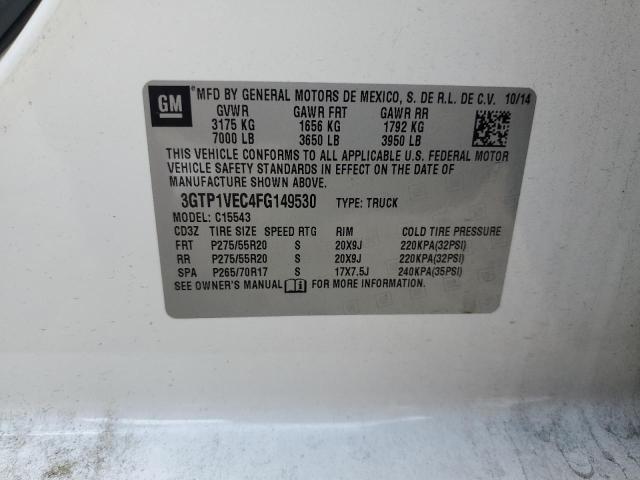 GM
® MFD BY GENERAL MOTORS DE MEXICO, S. DE R.L. DE C.V. 10/14
GVWR GAWR FRT GAWR RR
3175 KG 1656 KG 1792 KG
7000 LB 3650 LB 3950 LB
THIS VEHICLE CONFORMS TO ALL APPLICABLE U.S. FEDERAL MOTOR
VEHICLE SAFETY STANDARDS IN EFFECT ON THE DATE OF
MANUFACTURE SHOWN ABOVE.
3GTP1VEC4FG149530 TYPE: TRUCK
MODEL: C15543
CD3Z TIRE SIZE SPEED RTG RIM COLD TIRE PRESSURE
FRT P275/55R20 S 20X9J 220KPA(32PSI)
RR P275/55R20 S 20X9J 220KPA(32PSI)
SPA P265/70R17 S 17X7.5J 240KPA(35PSI)
SEE OWNER'S MANUAL FOR MORE INFORMATION.